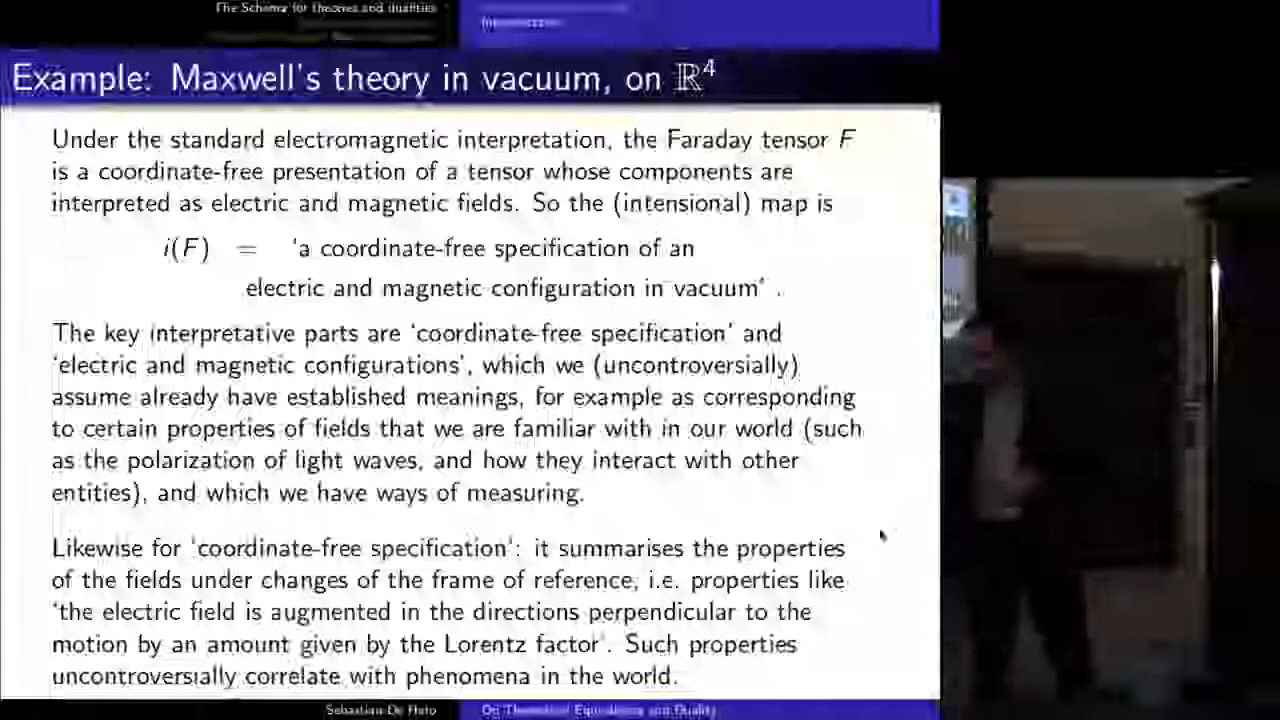 The Schema for theories and dualities
Example: Maxwell's theory in vacuum, on ℝ⁴
Under the standard electromagnetic interpretation, the Faraday tensor F
is a coordinate-free presentation of a tensor whose components are
interpreted as electric and magnetic fields. So the (intensional) map is
i(F) = 'a coordinate-free specification of an
electric and magnetic configuration in vacuum' .
The key interpretative parts are 'coordinate-free specification' and
'electric and magnetic configurations', which we (uncontroversially)
assume already have established meanings, for example as corresponding
to certain properties of fields that we are familiar with in our world (such
as the polarization of light waves, and how they interact with other
entities), and which we have ways of measuring.
Likewise for 'coordinate-free specification': it summarises the properties
of the fields under changes of the frame of reference, i.e. properties like
'the electric field is augmented in the directions perpendicular to the
motion by an amount given by the Lorentz factor'. Such properties
uncontroversially correlate with phenomena in the world.
Sebastian De Haro On Theoretical Equivalence and Duality